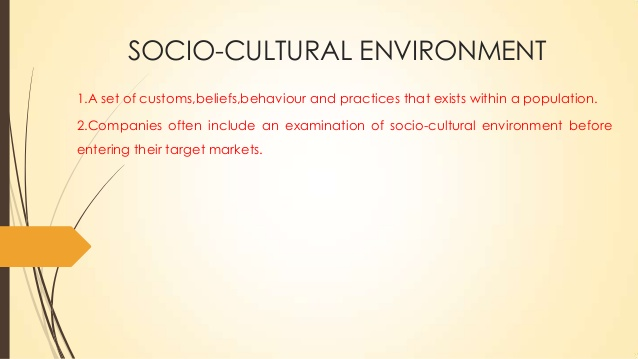 SOCIO-CULTURAL ENVIRONMENT
1.A set of customs,beliefs,behaviour and practices that exists within a population.
2.Companies often include an examination of socio-cultural environment before
entering their target markets.